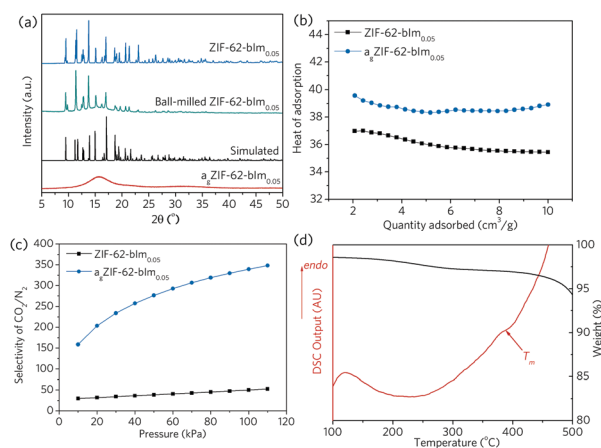 (a)
ZIF-62-bIm0.05
Ball-milled ZIF-62-bIm0.05
Simulated
agZIF-62-bIm0.05
Intensity (a.u.)
5 10 15 20 25 30 35 40 45 50
2θ (°)
(b)
ZIF-62-bIm0.05
agZIF-62-bIm0.05
Heat of adsorption
44
42
40
38
36
34
32
0 2 4 6 8 10
Quantity adsorbed (cm3/g)
(c)
ZIF-62-bIm0.05
agZIF-62-bIm0.05
Selectivity of CO2/N2
400
350
300
250
200
150
100
50
0
0 20 40 60 80 100 120
Pressure (kPa)
(d)
endo
DSC Output (AU)
Tm
100
95
90
85
80
Weight (%)
100 200 300 400 500
Temperature (°C)